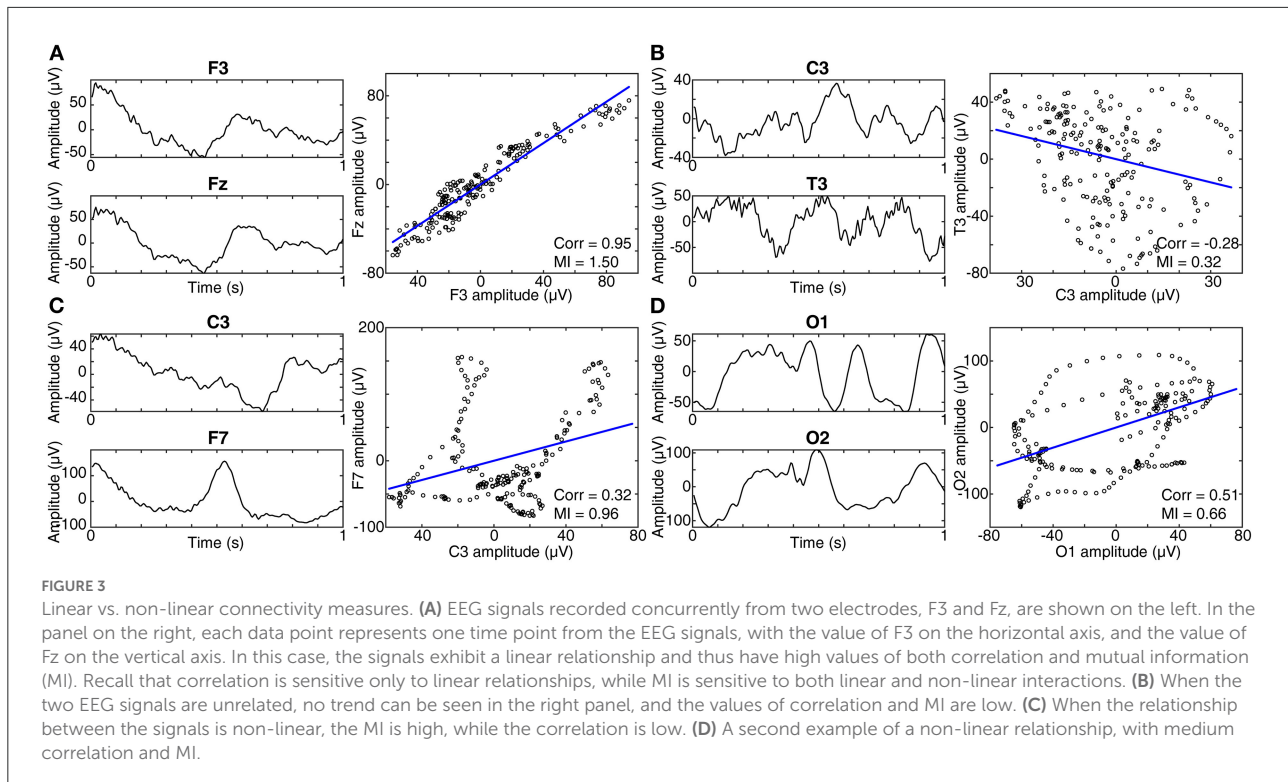 A
F3
Amplitude (µV)
50
0
-50
0
1
Fz
Amplitude (µV)
50
0
-50
0
1
Time (s)
Fz amplitude (µV)
80
0
-80
-40
0
40
80
F3 amplitude (µV)
Corr = 0.95
MI = 1.50
B
C3
Amplitude (µV)
40
0
-40
0
1
T3
Amplitude (µV)
50
0
-50
0
1
Time (s)
T3 amplitude (µV)
40
0
-40
-80
30
0
30
C3 amplitude (µV)
Corr = -0.28
MI = 0.32
C
C3
Amplitude (µV)
40
0
-40
0
1
F7
Amplitude (µV)
100
0
100
0
1
Time (s)
F7 amplitude (µV)
200
100
0
-100
40
0
40
80
C3 amplitude (µV)
Corr = 0.32
MI = 0.96
D
O1
Amplitude (µV)
50
0
-50
0
1
O2
Amplitude (µV)
100
0
100
0
1
Time (s)
O2 amplitude (µV)
100
0
-100
-80
-40
0
40
80
O1 amplitude (µV)
Corr = 0.51
MI = 0.66
FIGURE 3
Linear vs. non-linear connectivity measures. (A) EEG signals recorded concurrently from two electrodes, F3 and Fz, are shown on the left. In the
panel on the right, each data point represents one time point from the EEG signals, with the value of F3 on the horizontal axis, and the value of
Fz on the vertical axis. In this case, the signals exhibit a linear relationship and thus have high values of both correlation and mutual information
(MI). Recall that correlation is sensitive only to linear relationships, while MI is sensitive to both linear and non-linear interactions. (B) When the
two EEG signals are unrelated, no trend can be seen in the right panel, and the values of correlation and MI are low. (C) When the relationship
between the signals is non-linear, the MI is high, while the correlation is low. (D) A second example of a non-linear relationship, with medium
correlation and MI.